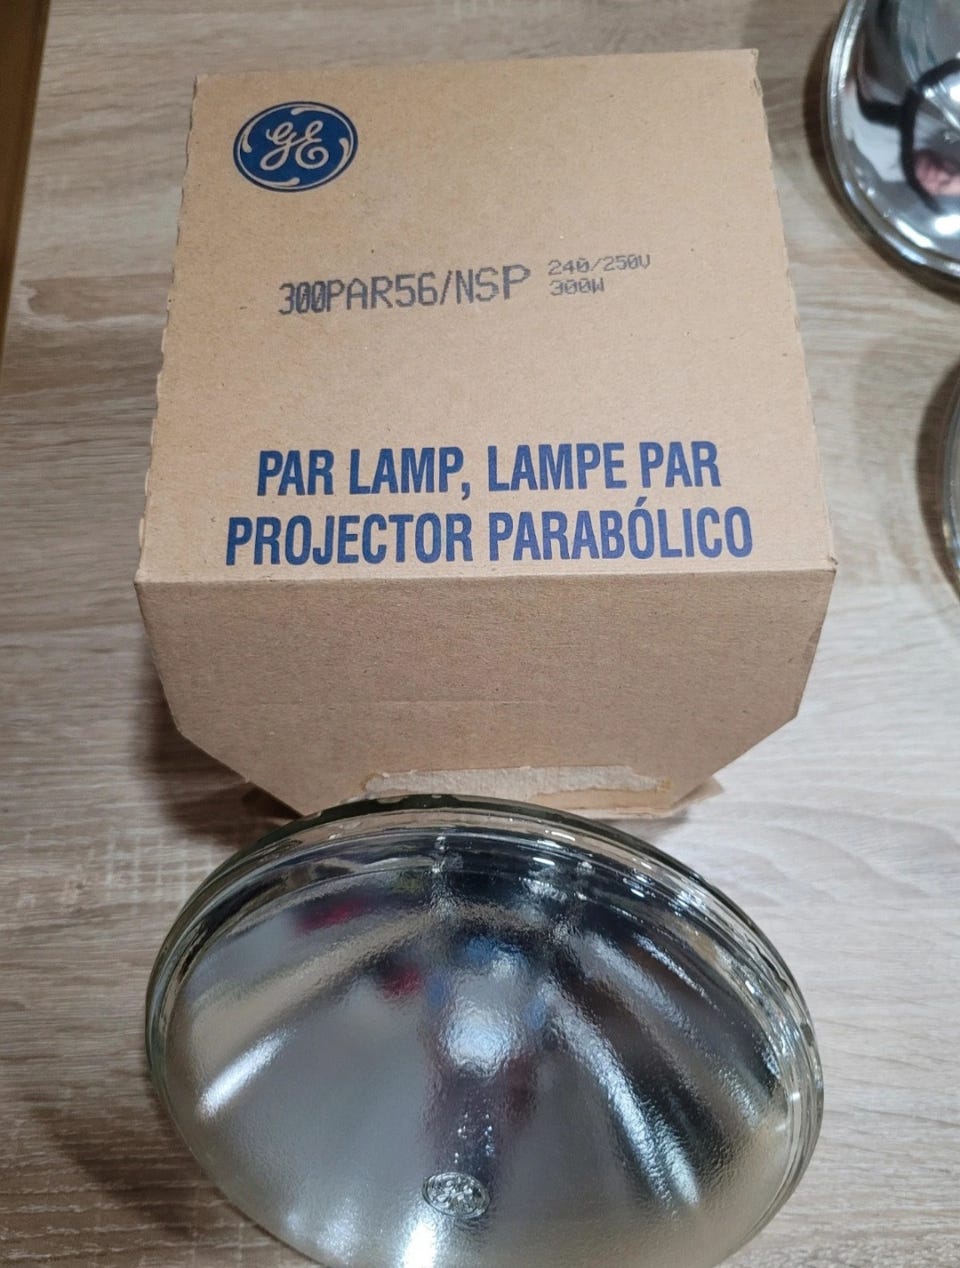 GE
300PAR56/NSP 240/250V
300W
PAR LAMP, LAMPE PAR
PROJECTOR PARABÓLICO